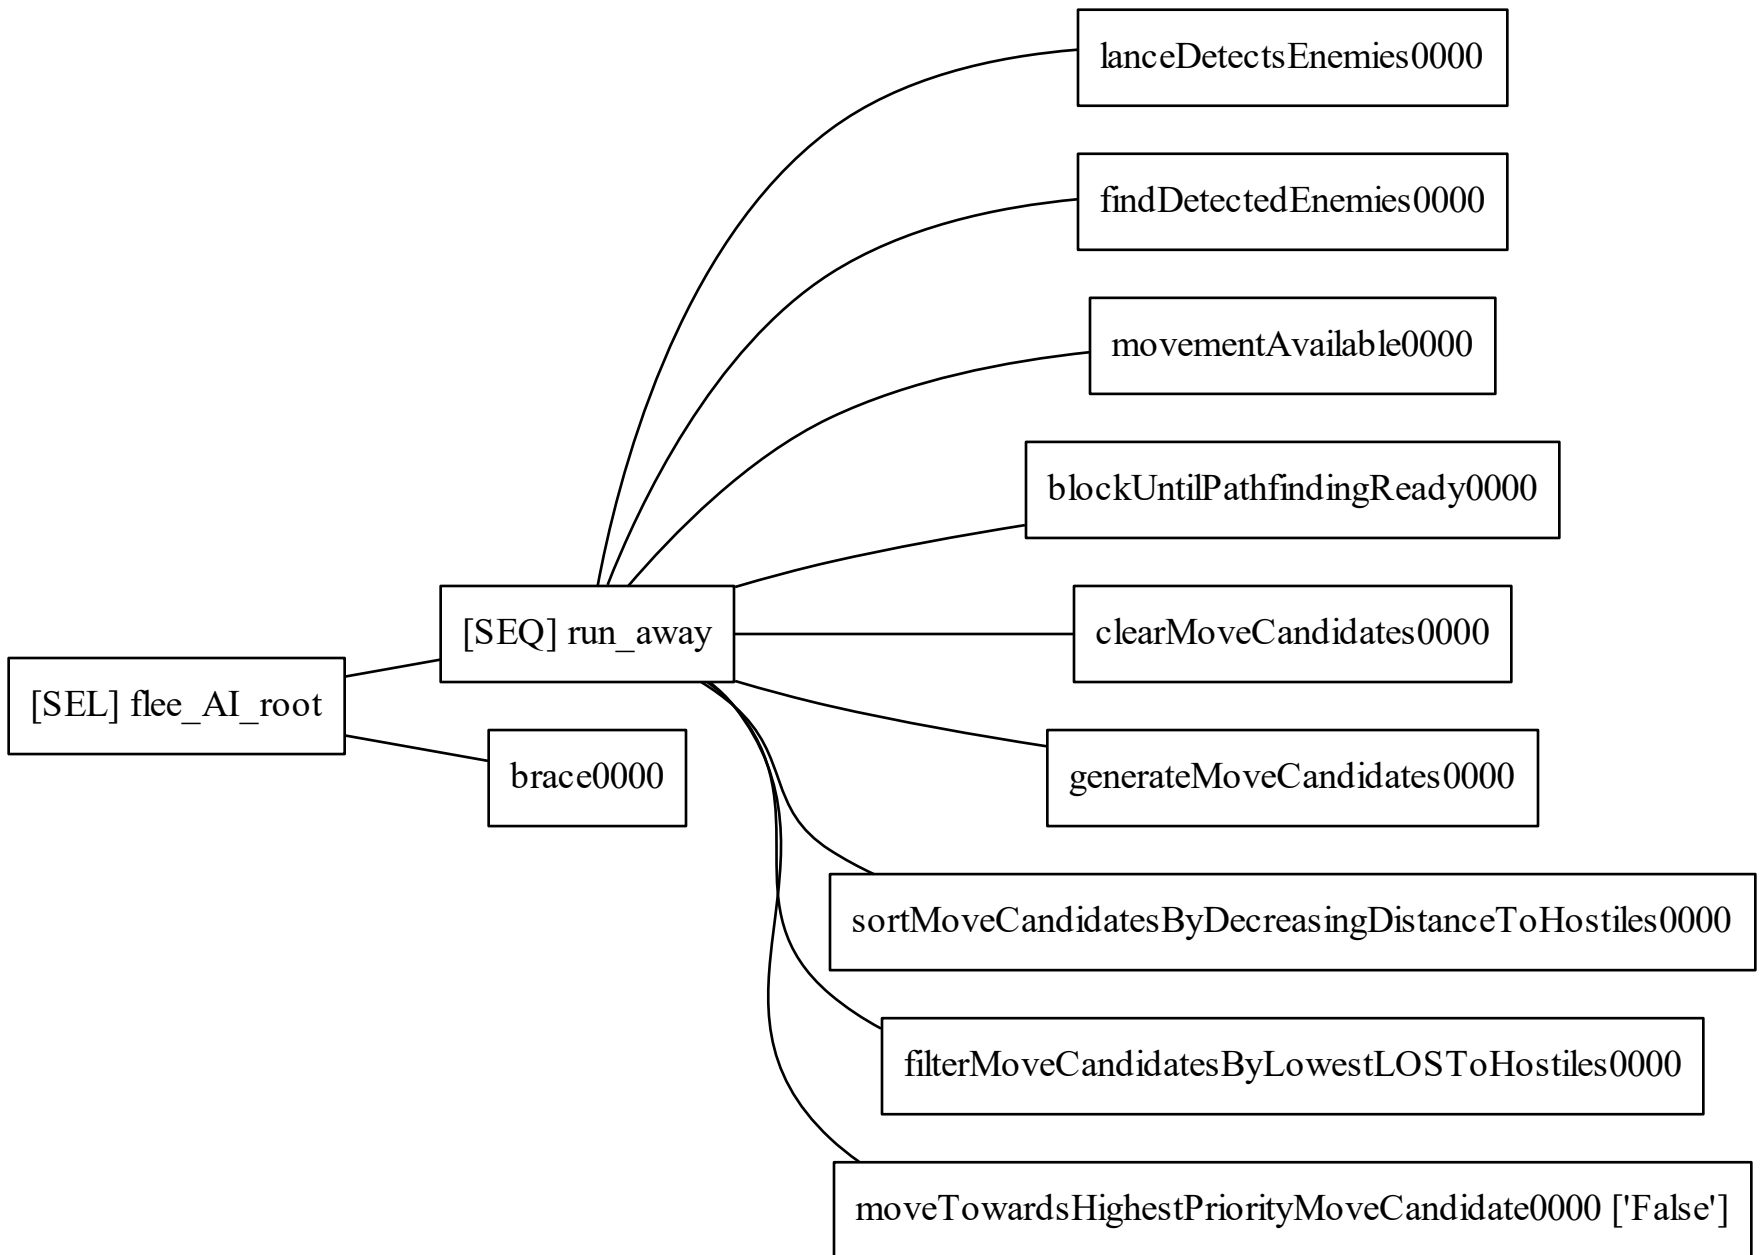 lanceDetectsEnemies0000
findDetectedEnemies0000
movementAvailable0000
blockUntilPathfindingReady0000
[SEQ] run_away
clearMoveCandidates0000
[SEL] flee_AI_root
brace0000
generateMoveCandidates0000
sortMoveCandidatesByDecreasingDistanceToHostiles0000
filterMoveCandidatesByLowestLOSToHostiles0000
moveTowardsHighestPriorityMoveCandidate0000 ['False']